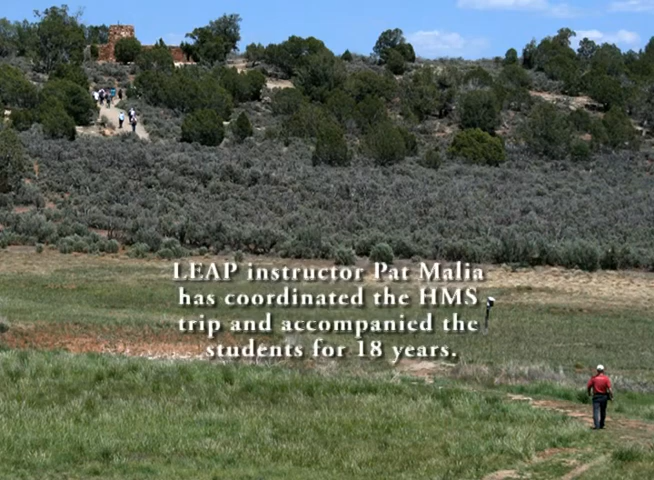 LEAP instructor Pat Malia
has coordinated the HMS
trip and accompanied the
students for 18 years.